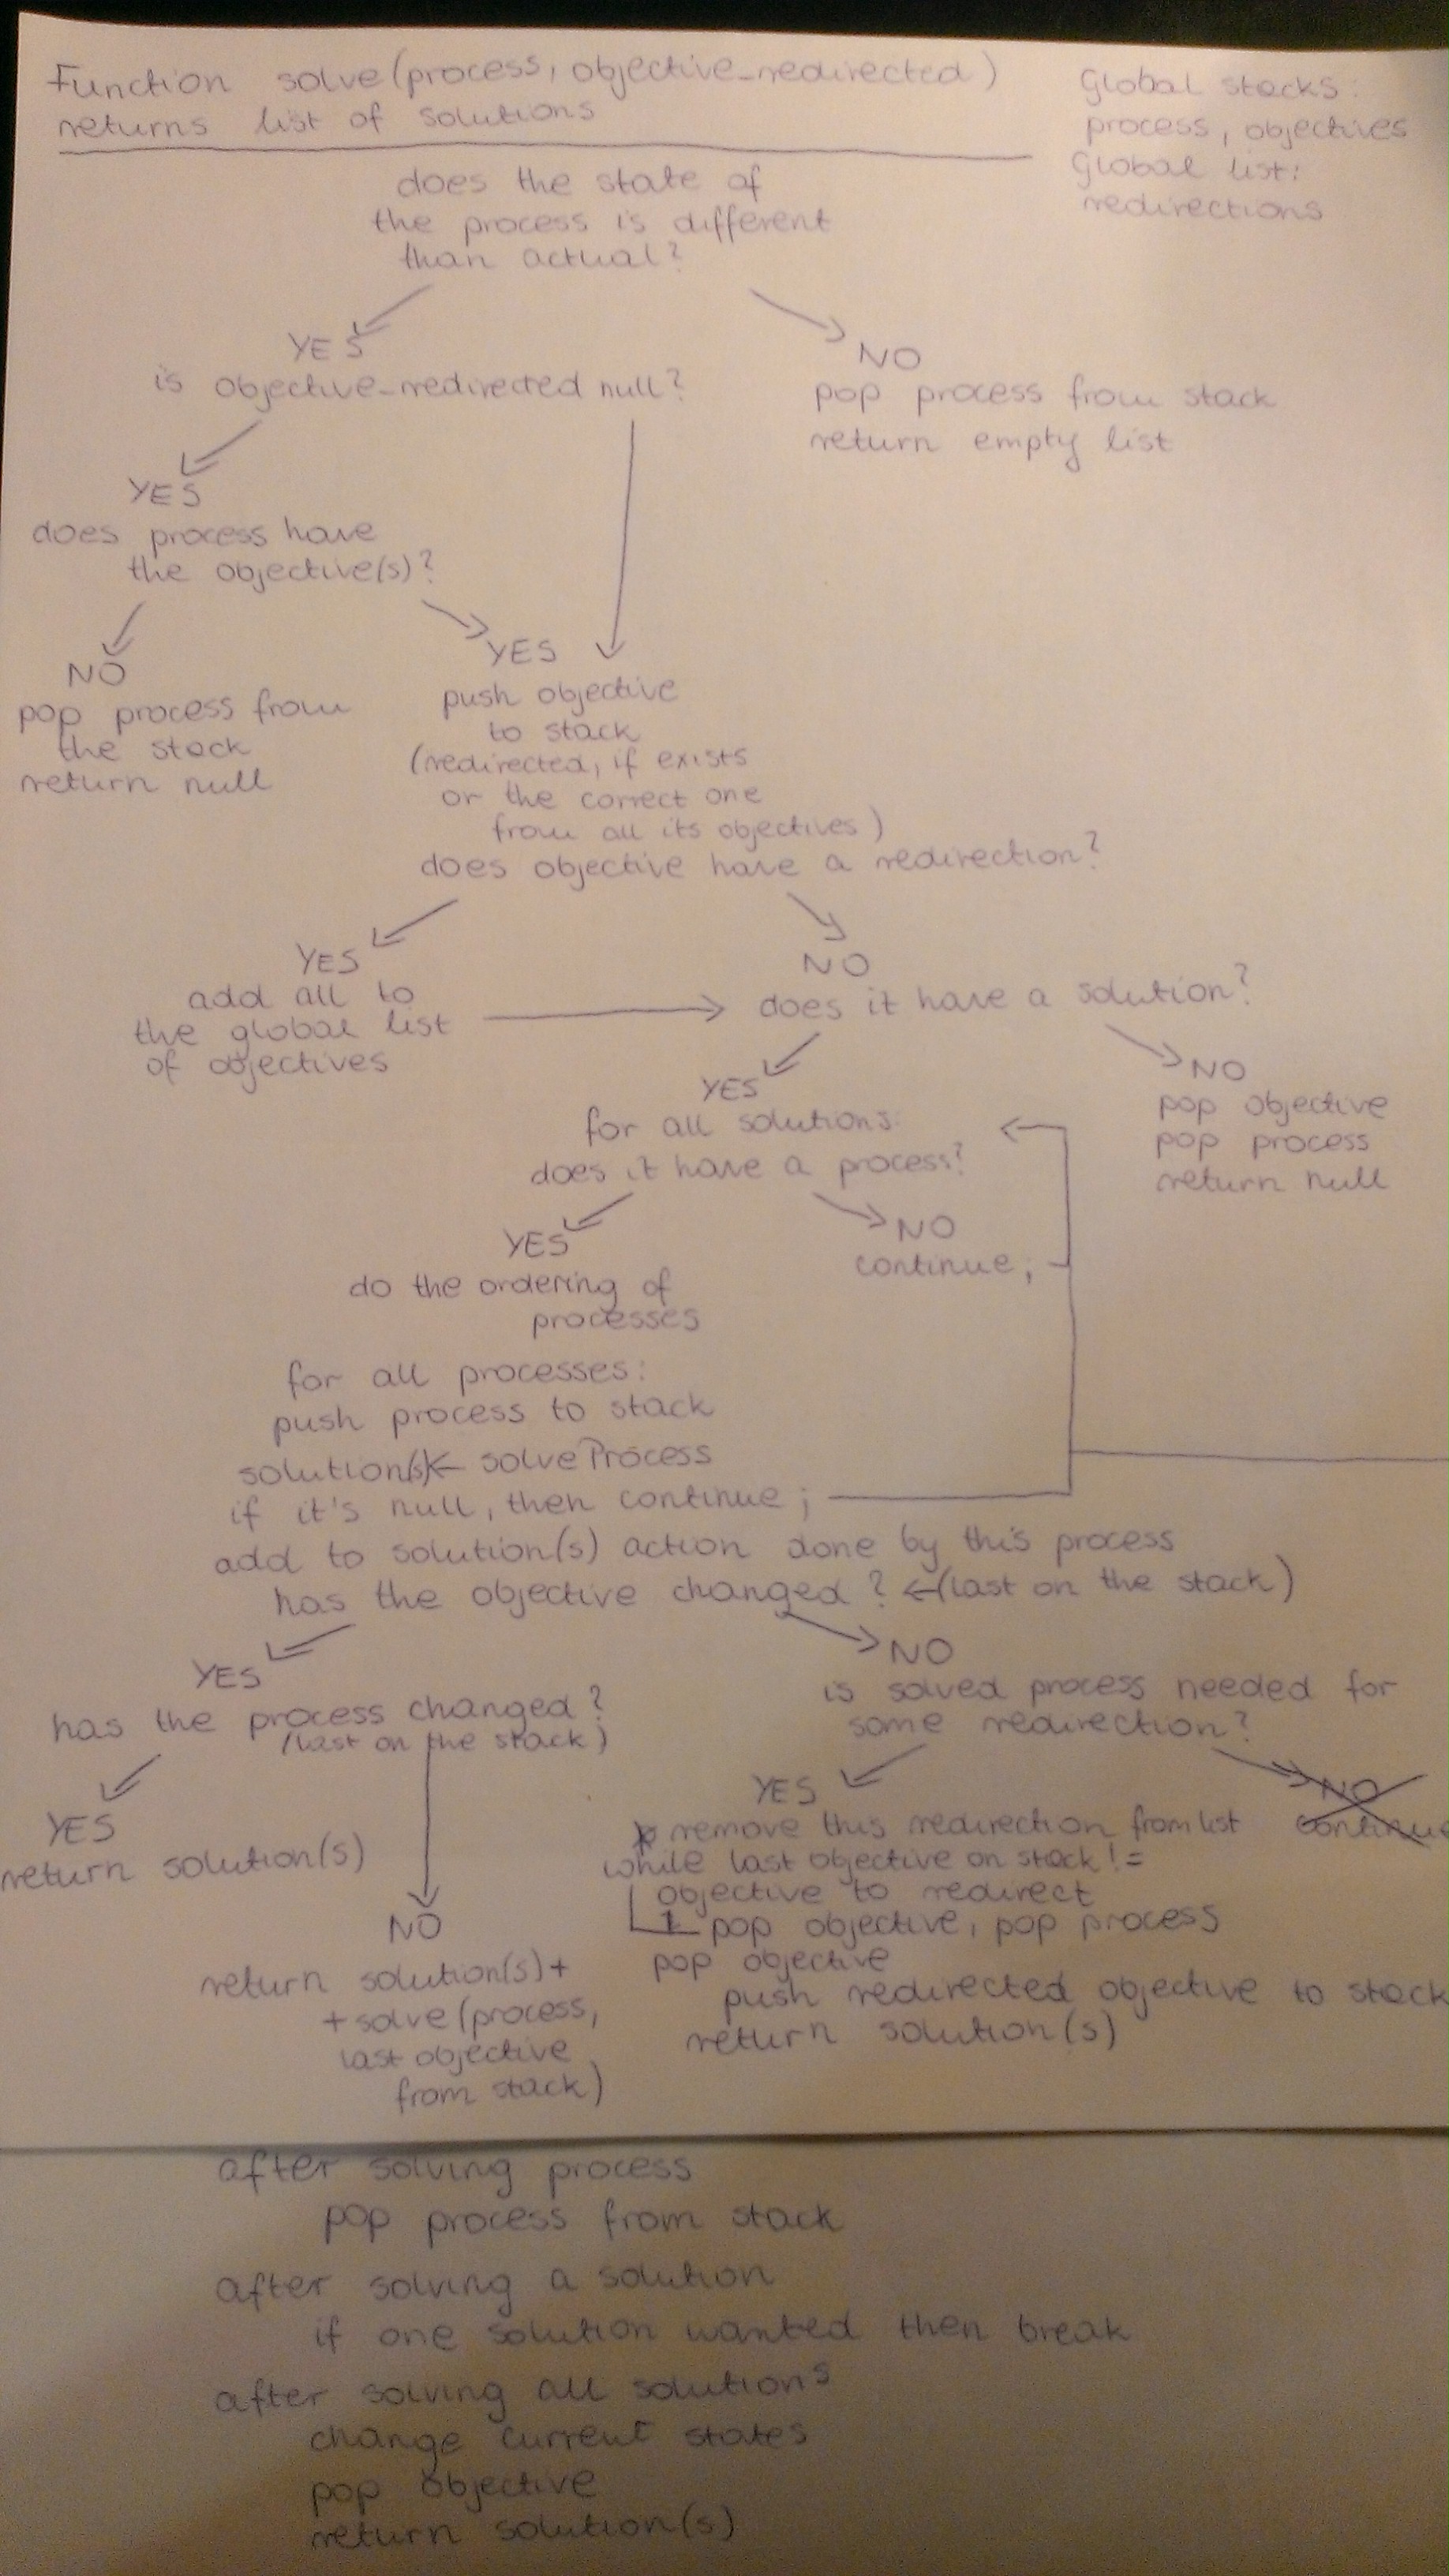 Function solve(process, objective_redirected)
returns list of solutions
Global stacks:
process, objectives
Global list:
redirections
does the state of
the process is different
than actual?
YES
is objective_redirected null?
NO
pop process from stack
return empty list
YES
does process have
the objective(s)?
NO
pop process from
the stack
return null
YES
push objective
to stack
(redirected, if exists
or the correct one
from all its objectives)
does objective have a redirection?
YES
add all to
the global list
of objectives
NO
does it have a solution?
YES
for all solutions:
does it have a process?
NO
pop objective
pop process
return null
YES
do the ordering of
processes
NO
continue;
for all processes:
push process to stack
solution(s) ← solveProcess
if it's null, then continue;
add to solution(s) action done by this process
has the objective changed? ←(last on the stack)
YES
has the process changed?
(last on the stack)
NO
is solved process needed for
some redirection?
YES
return solution(s)
NO
return solution(s)+
+solve(process,
last objective
from stack)
YES
remove this redirection from list
while last objective on stack !=
objective to redirect
pop objective, pop process
pop objective
push redirected objective to stack
return solution(s)
NO
continue
after solving process
pop process from stack
after solving a solution
if one solution wanted then break
after solving all solutions
change current states
pop objective
return solution(s)